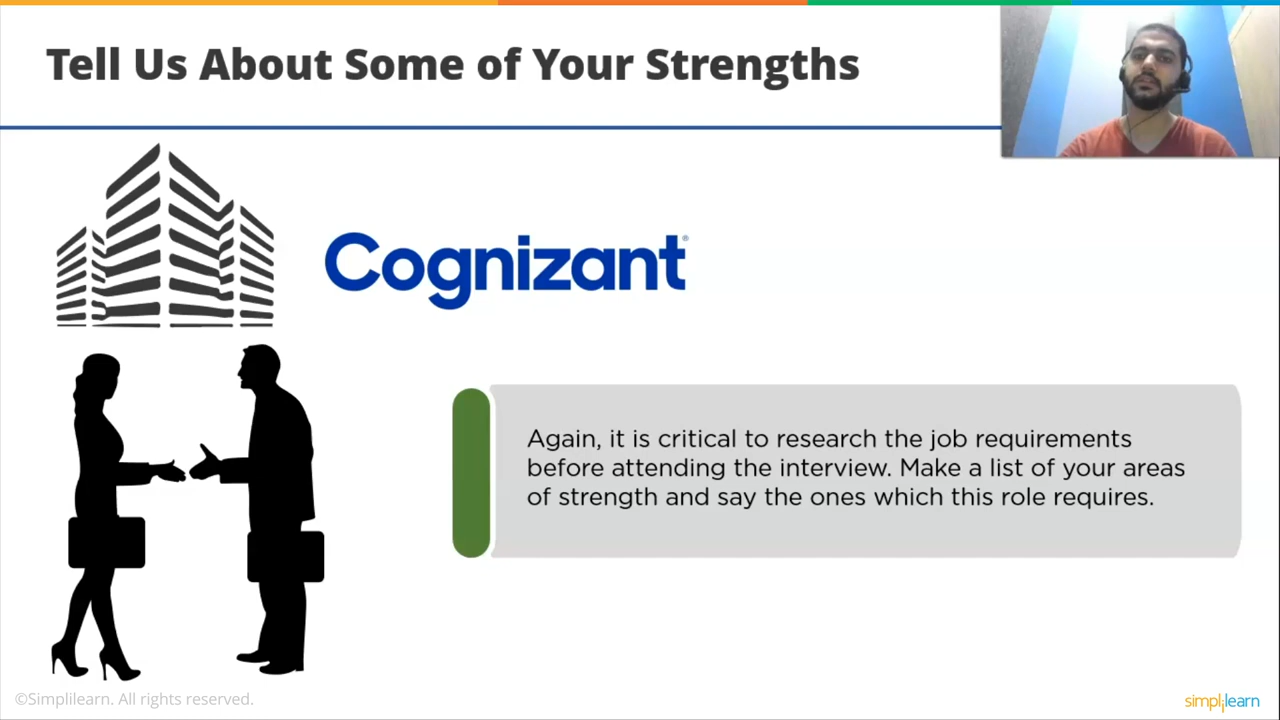 Tell Us About Some of Your Strengths
Cognizant®
Again, it is critical to research the job requirements
before attending the interview. Make a list of your areas
of strength and say the ones which this role requires.
©Simplilearn. All rights reserved.
simplilearn